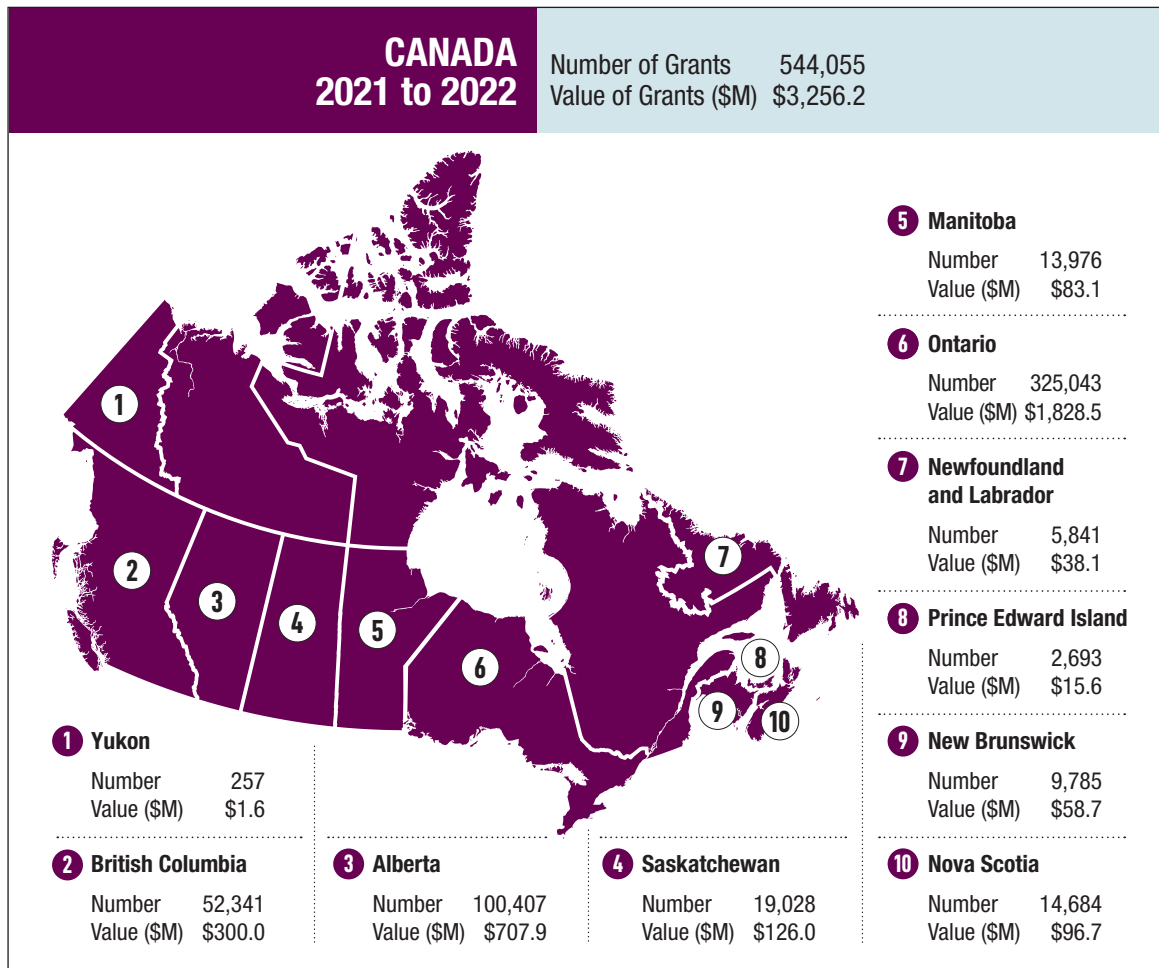 CANADA
2021 to 2022
Number of Grants 544,055
Value of Grants ($M) $3,256.2
1
2
3
4
5
6
7
8
9
10
1 Yukon
Number 257
Value ($M) $1.6
2 British Columbia
Number 52,341
Value ($M) $300.0
3 Alberta
Number 100,407
Value ($M) $707.9
4 Saskatchewan
Number 19,028
Value ($M) $126.0
5 Manitoba
Number 13,976
Value ($M) $83.1
6 Ontario
Number 325,043
Value ($M) $1,828.5
7 Newfoundland
and Labrador
Number 5,841
Value ($M) $38.1
8 Prince Edward Island
Number 2,693
Value ($M) $15.6
9 New Brunswick
Number 9,785
Value ($M) $58.7
10 Nova Scotia
Number 14,684
Value ($M) $96.7